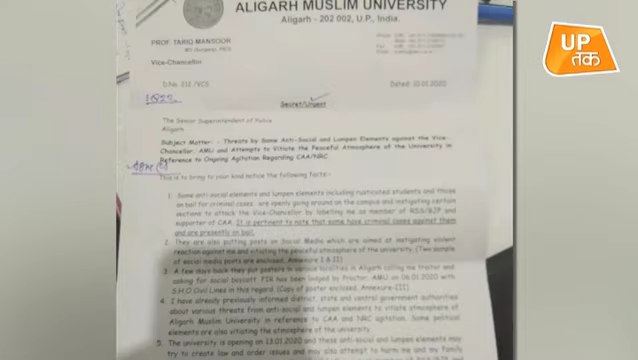 ALIGARH MUSLIM UNIVERSITY
Aligarh - 202 002, U.P., India.
UP
तक
PROF. TARIQ MANSOOR
Vice-Chancellor
D.No. 212 /VCS
Dated: 10.01.2020
Secret/Urgent
The Senior Superintendent of Police
Aligarh.
Subject Matter: - Threats by Some Anti-Social and Lumpen Elements against the Vice-
Chancellor, AMU and Attempts to Vitiate the Peaceful Atmosphere of the University in
Reference to Ongoing Agitation Regarding CAA/NRC.
This is to bring to your kind notice the following facts:-
1. Some anti-social elements and lumpen elements including rusticated students and those
on bail for criminal cases are openly going around on the campus and instigating certain
sections to attack the Vice-Chancellor by labeling me as member of RSS/BJP and
supporter of CAA. It is pertinent to note that some have criminal cases against them
and are presently on bail.
2. They are also putting posts on Social Media which are aimed at instigating violent
reaction against me and vitiating the peaceful atmosphere of the university. (Two sample
of social media posts are enclosed. Annexure I & II)
3. A few days back they put posters in various localities in Aligarh calling me traitor and
asking for social boycott. FIR has been lodged by Proctor, AMU on 06.01.2020 with
S.H.O Civil Lines in this regard. (Copy of poster enclosed. Annexure-III)
4. I have already previously informed district, state and central government authorities
about various threats from anti-social and lumpen elements to vitiate atmosphere of
Aligarh Muslim University in reference to CAA and NRC agitation. Some political
elements are also vitiating the atmosphere of the university.
5. The university is opening on 13.01.2020 and these anti-social and lumpen elements may
try to create law and order issues and may also attempt to harm me and my family